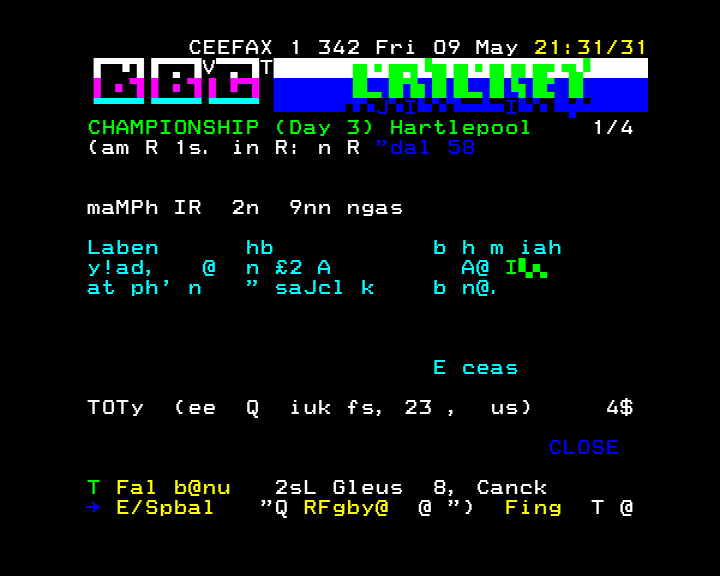 CEEFAX 1 342 Fri 09 May 21:31/31
BBC V T CRICKET
CHAMPIONSHIP (Day 3) Hartlepool 1/4
(am R 1s. in R: n R "dal 58
maMPh IR 2n 9nn ngas
Laben hb b h m iah
y!ad, @ n £2 A A@ I
at ph' n " saJcl k b n@.
E ceas
TOTy (ee Q iuk fs, 23 , us) 4$
CLOSE
T Fal b@nu 2sL Gleus 8, Canck
→ E/Spbal "Q RFgby@ @ ") Fing T @